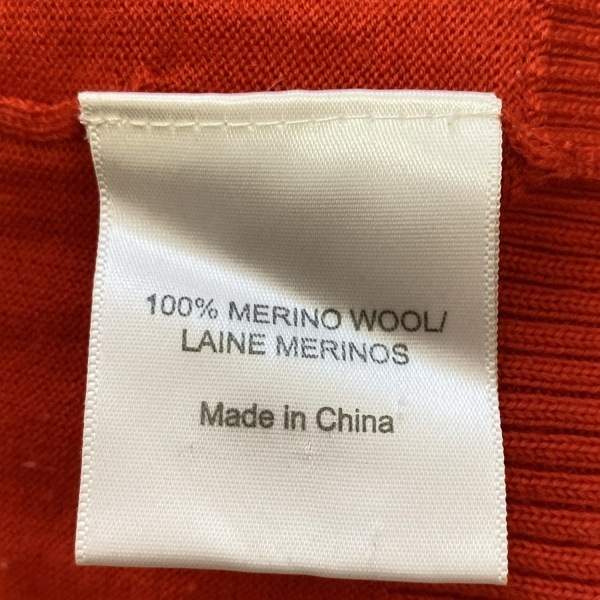 100% MERINO WOOL/
LAINE MERINOS
Made in China